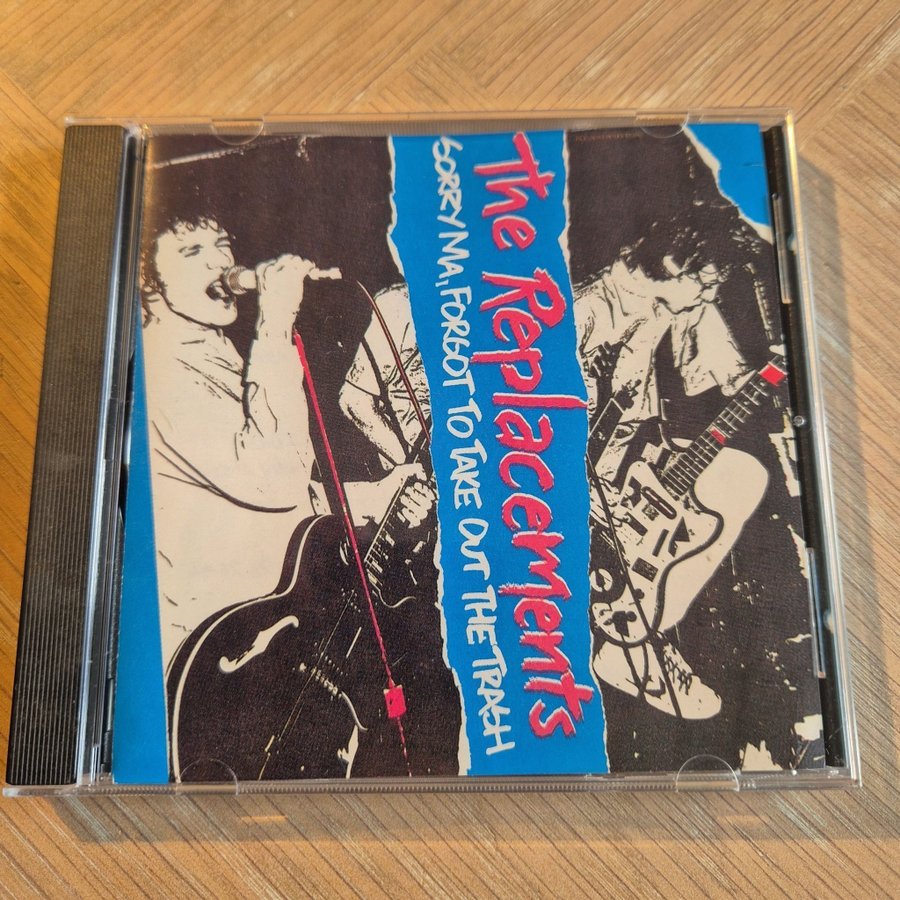 The Replacements
SORRY MA, FORGOT TO TAKE OUT THE TRASH